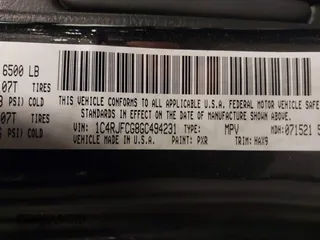 6500 LB
07T TIRES
PSI) COLD
07T TIRES
PSI) COLD
THIS VEHICLE CONFORMS TO ALL APPLICABLE U.S.A. FEDERAL MOTOR VEHICLE SAFE
STANDARDS IN EFFECT ON THE DATE OF MANUFACTURE SHOWN ABOVE.
VIN: 1C4RJFCG8GC494231 TYPE: MPV MDH: 071521 5
VEHICLE MADE IN U.S.A. PAINT: PXR TRIM: HAX9